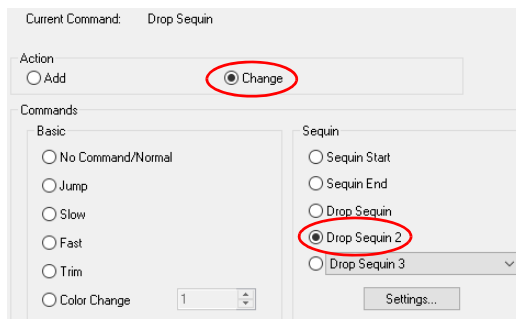 Current Command: Drop Sequin
Action
Add Change
Commands
Basic
No Command/Normal
Jump
Slow
Fast
Trim
Color Change 1
Sequin
Sequin Start
Sequin End
Drop Sequin
Drop Sequin 2
Drop Sequin 3
Settings...